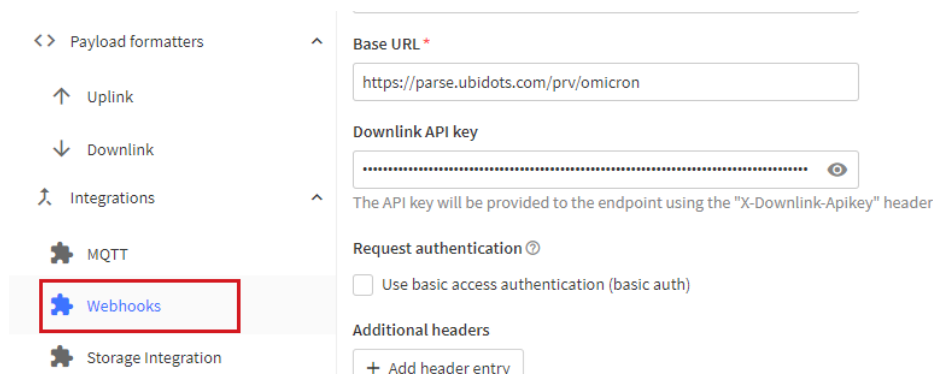 <> Payload formatters
Uplink
Downlink
Integrations
MQTT
Webhooks
Storage Integration
Base URL *
https://parse.ubidots.com/prv/omicron
Downlink API key
••••••••••••••••••••••••••••••••••••••••••••••••••••••••••••••••••••••••••••••••••••••••••••••••••
The API key will be provided to the endpoint using the "X-Downlink-Apikey" header
Request authentication
Use basic access authentication (basic auth)
Additional headers
+ Add header entry